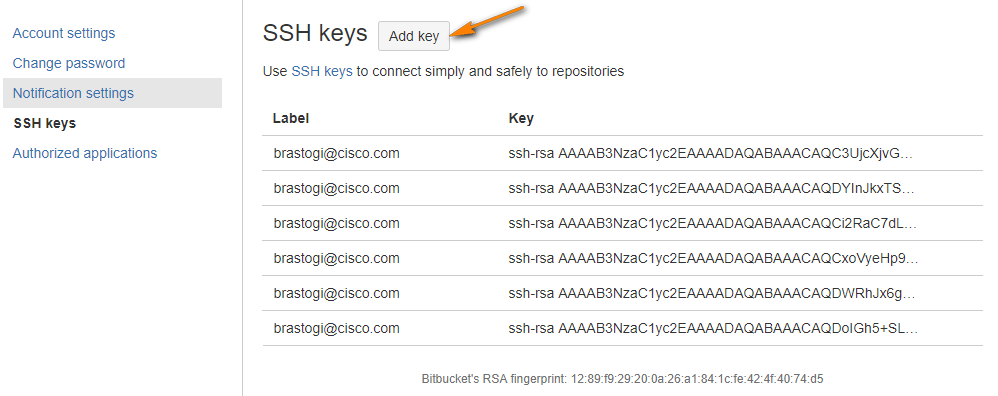 Account settings
Change password
Notification settings
SSH keys
Authorized applications
SSH keys Add key
Use SSH keys to connect simply and safely to repositories
Label Key
brastogi@cisco.com ssh-rsa AAAAB3NzaC1yc2EAAAADAQABAAACAQC3UjcXjvG…
brastogi@cisco.com ssh-rsa AAAAB3NzaC1yc2EAAAADAQABAAACAQDYInJkxTS…
brastogi@cisco.com ssh-rsa AAAAB3NzaC1yc2EAAAADAQABAAACAQCi2RaC7dL…
brastogi@cisco.com ssh-rsa AAAAB3NzaC1yc2EAAAADAQABAAACAQCxoVyeHp9…
brastogi@cisco.com ssh-rsa AAAAB3NzaC1yc2EAAAADAQABAAACAQDWRhJx6g…
brastogi@cisco.com ssh-rsa AAAAB3NzaC1yc2EAAAADAQABAAACAQDoIGh5+SL…
Bitbucket's RSA fingerprint: 12:89:f9:29:20:0a:26:a1:84:1c:fe:42:4f:40:74:d5